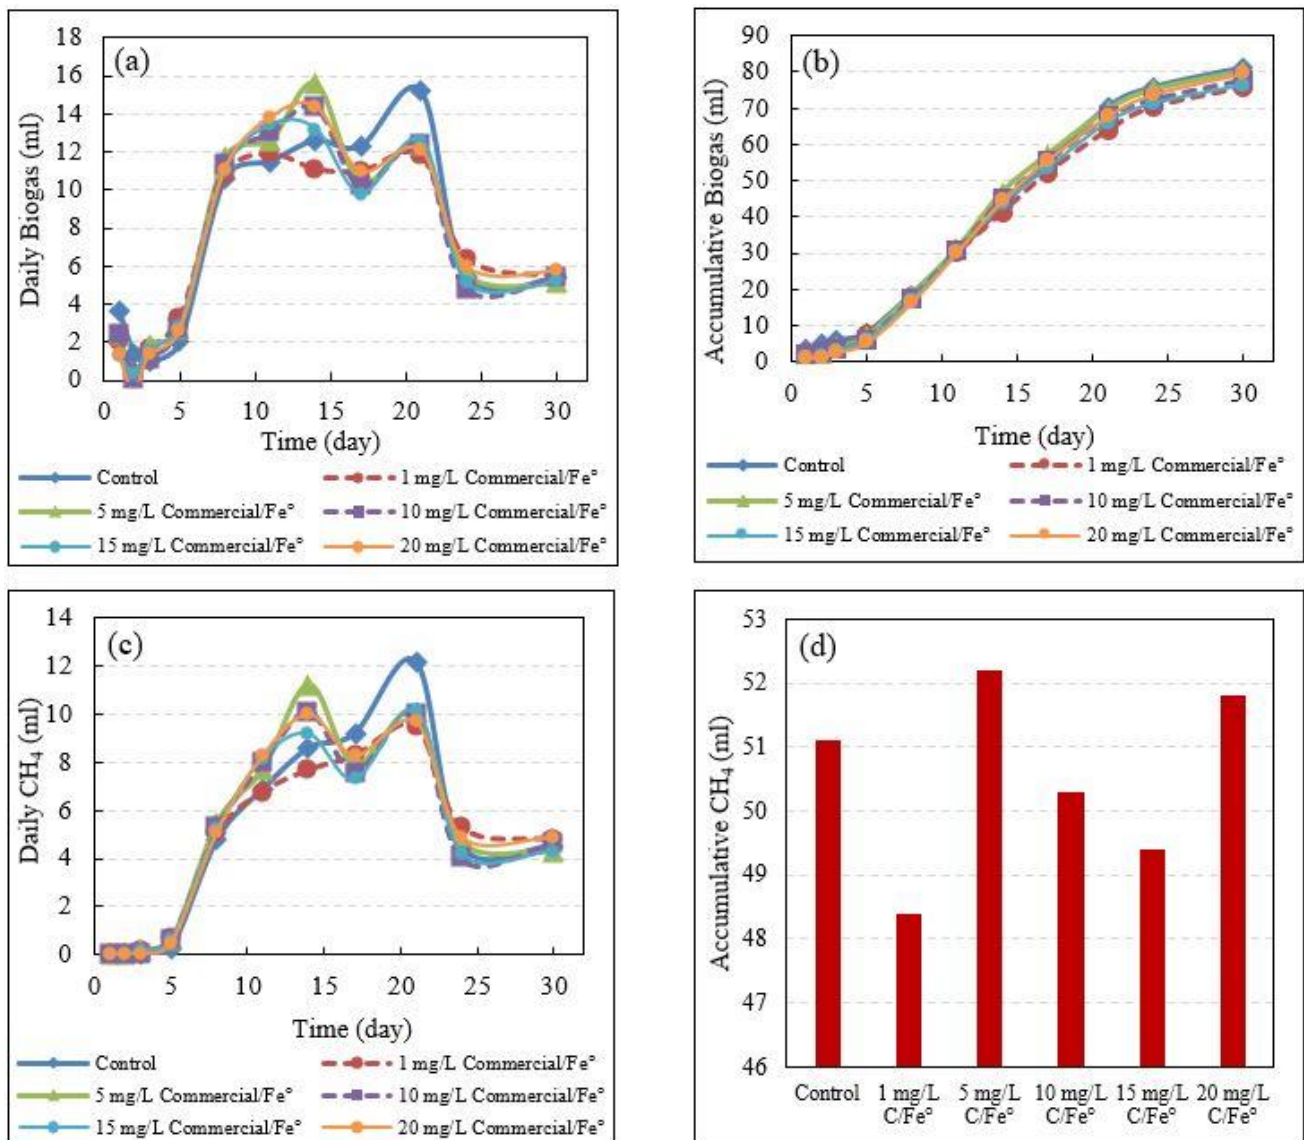 (a)
Daily Biogas (ml)
18
16
14
12
10
8
6
4
2
0
0 5 10 15 20 25 30
Time (day)
Control
1 mg/L Commercial/Fe°
5 mg/L Commercial/Fe°
10 mg/L Commercial/Fe°
15 mg/L Commercial/Fe°
20 mg/L Commercial/Fe°
(b)
Accumulative Biogas (ml)
90
80
70
60
50
40
30
20
10
0
0 5 10 15 20 25 30
Time (day)
Control
1 mg/L Commercial/Fe°
5 mg/L Commercial/Fe°
10 mg/L Commercial/Fe°
15 mg/L Commercial/Fe°
20 mg/L Commercial/Fe°
(c)
Daily CH₄ (ml)
14
12
10
8
6
4
2
0
0 5 10 15 20 25 30
Time (day)
Control
1 mg/L Commercial/Fe°
5 mg/L Commercial/Fe°
10 mg/L Commercial/Fe°
15 mg/L Commercial/Fe°
20 mg/L Commercial/Fe°
(d)
Accumulative CH₄ (ml)
53
52
51
50
49
48
47
46
Control
1 mg/L
C/Fe°
5 mg/L
C/Fe°
10 mg/L
C/Fe°
15 mg/L
C/Fe°
20 mg/L
C/Fe°